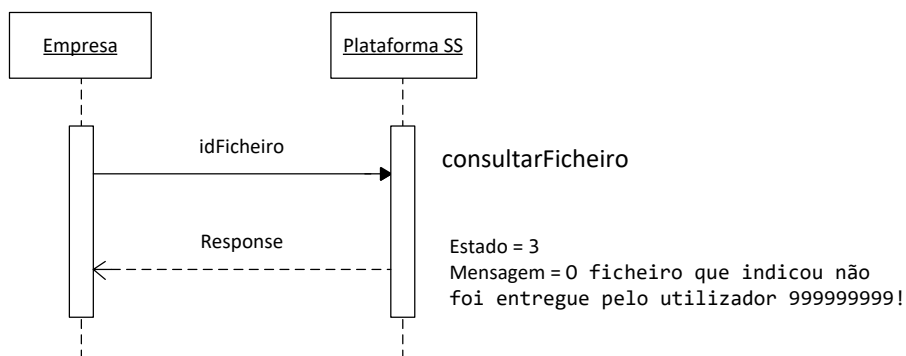 Empresa
Plataforma SS
idFicheiro
consultarFicheiro
Response
Estado = 3
Mensagem = O ficheiro que indicou não
foi entregue pelo utilizador 999999999!